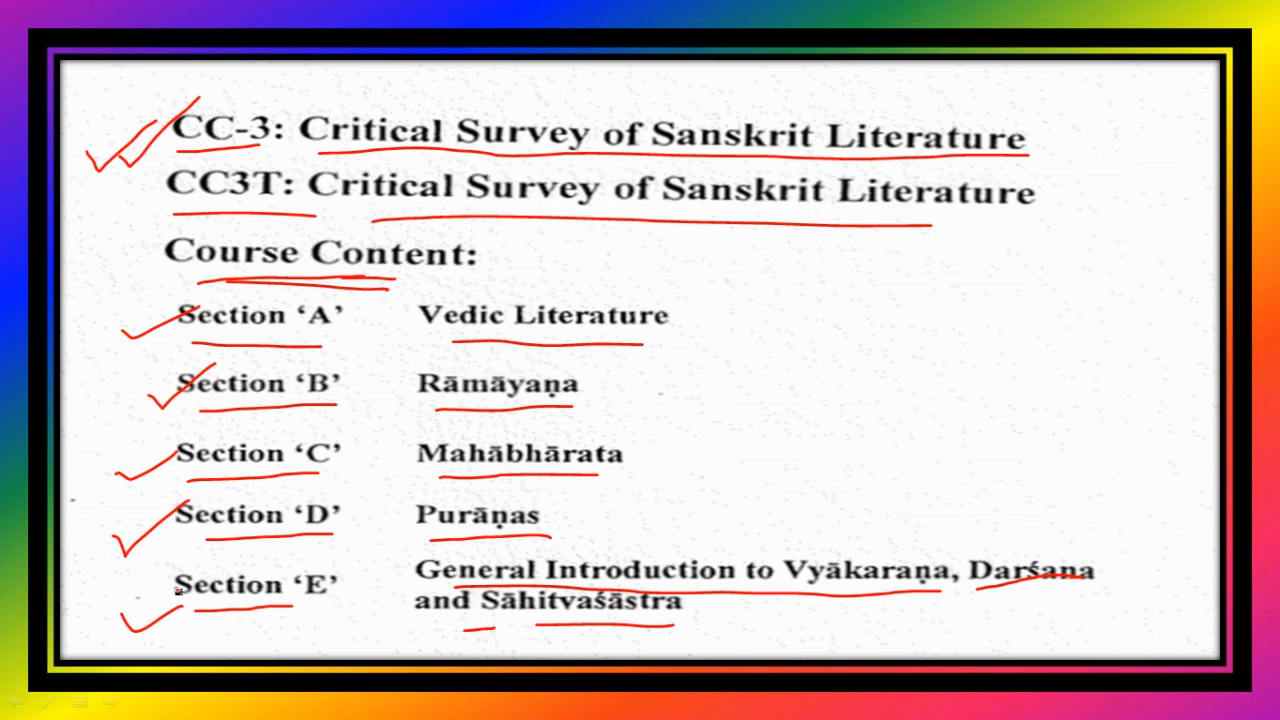 CC-3: Critical Survey of Sanskrit Literature
CC3T: Critical Survey of Sanskrit Literature
Course Content:
Section ‘A’ Vedic Literature
Section ‘B’ Rāmāyaṇa
Section ‘C’ Mahābhārata
Section ‘D’ Purāṇas
Section ‘E’ General Introduction to Vyākaraṇa, Darśana
and Sāhityaśāstra